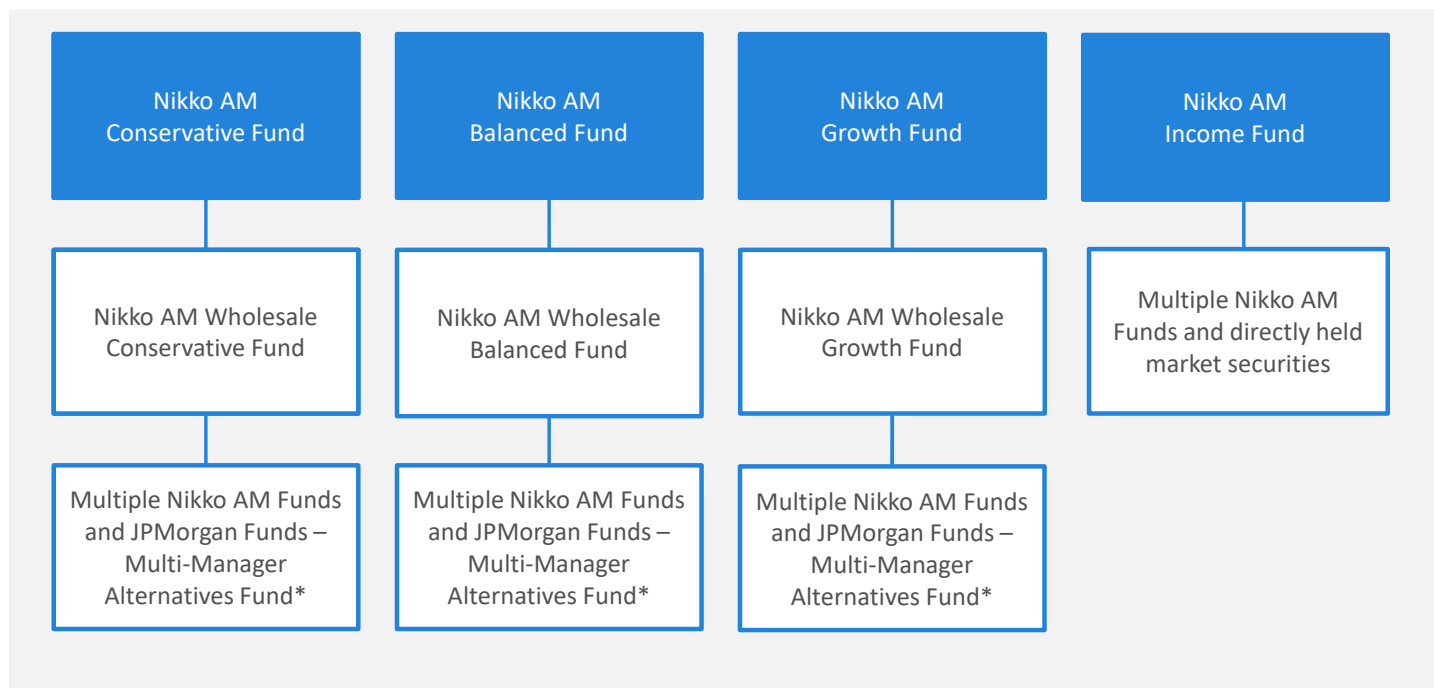 Nikko AM
Conservative Fund
Nikko AM
Balanced Fund
Nikko AM
Growth Fund
Nikko AM
Income Fund
Nikko AM Wholesale
Conservative Fund
Nikko AM Wholesale
Balanced Fund
Nikko AM Wholesale
Growth Fund
Multiple Nikko AM
Funds and directly held
market securities
Multiple Nikko AM Funds
and JPMorgan Funds –
Multi-Manager
Alternatives Fund*
Multiple Nikko AM Funds
and JPMorgan Funds –
Multi-Manager
Alternatives Fund*
Multiple Nikko AM Funds
and JPMorgan Funds –
Multi-Manager
Alternatives Fund*